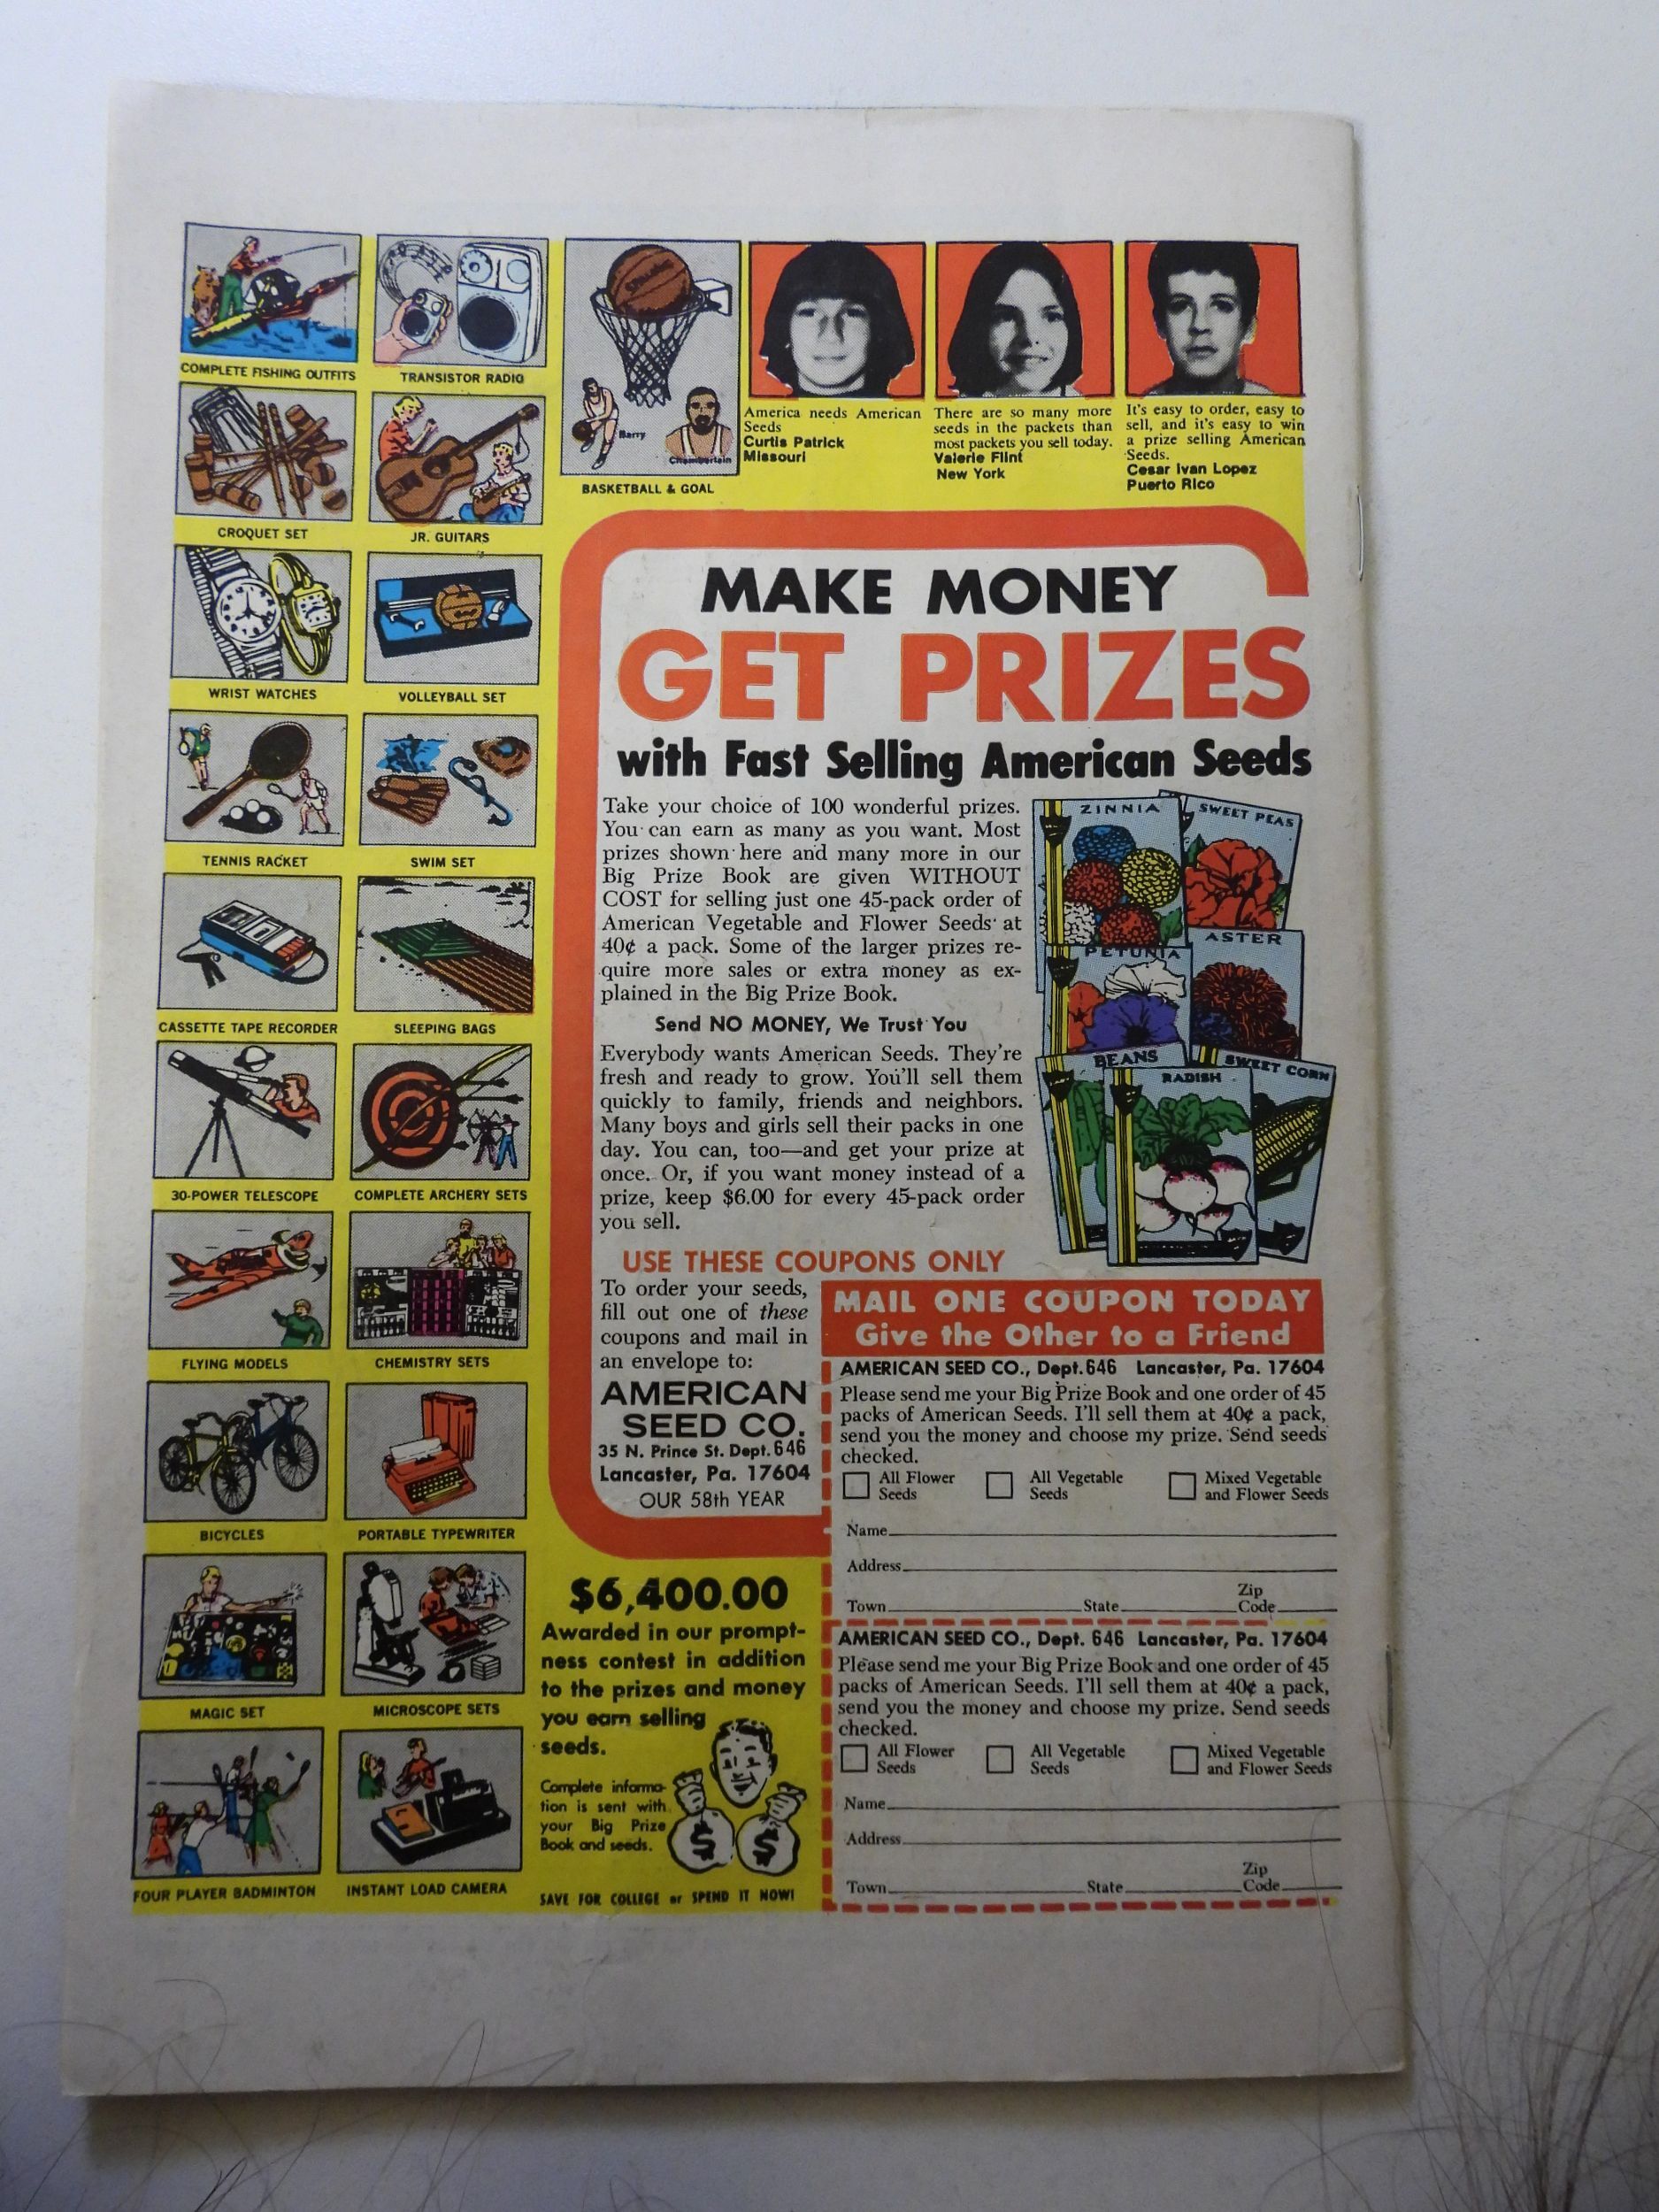 COMPLETE FISHING OUTFITS
TRANSISTOR RADIO
CROQUET SET
JR. GUITARS
WRIST WATCHES
VOLLEYBALL SET
TENNIS RACKET
SWIM SET
CASSETTE TAPE RECORDER
SLEEPING BAGS
30-POWER TELESCOPE
COMPLETE ARCHERY SETS
FLYING MODELS
CHEMISTRY SETS
BICYCLES
PORTABLE TYPEWRITER
MAGIC SET
MICROSCOPE SETS
FOUR PLAYER BADMINTON
INSTANT LOAD CAMERA
Barry
Chamberlain
BASKETBALL & GOAL
America needs American
Seeds
Curtis Patrick
Missouri
There are so many more
seeds in the packets than
most packets you sell today.
Valerie Flint
New York
It's easy to order, easy to
sell, and it's easy to win
a prize selling American
Seeds.
Cesar Ivan Lopez
Puerto Rico
MAKE MONEY
GET PRIZES
with Fast Selling American Seeds
Take your choice of 100 wonderful prizes.
You can earn as many as you want. Most
prizes shown here and many more in our
Big Prize Book are given WITHOUT
COST for selling just one 45-pack order of
American Vegetable and Flower Seeds at
40¢ a pack. Some of the larger prizes re-
quire more sales or extra money as ex-
plained in the Big Prize Book.
Send NO MONEY, We Trust You
Everybody wants American Seeds. They're
fresh and ready to grow. You'll sell them
quickly to family, friends and neighbors.
Many boys and girls sell their packs in one
day. You can, too—and get your prize at
once. Or, if you want money instead of a
prize, keep $6.00 for every 45-pack order
you sell.
ZINNIA
SWEET PEAS
PETUNIA
ASTER
BEANS
RADISH
SWEET CORN
USE THESE COUPONS ONLY
To order your seeds,
fill out one of these
coupons and mail in
an envelope to:
AMERICAN
SEED CO.
35 N. Prince St. Dept. 646
Lancaster, Pa. 17604
OUR 58th YEAR
MAIL ONE COUPON TODAY
Give the Other to a Friend
AMERICAN SEED CO., Dept. 646 Lancaster, Pa. 17604
Please send me your Big Prize Book and one order of 45
packs of American Seeds. I'll sell them at 40¢ a pack,
send you the money and choose my prize. Send seeds
checked.
All Flower Seeds
All Vegetable Seeds
Mixed Vegetable and Flower Seeds
Name
Address
Town State Zip Code
AMERICAN SEED CO., Dept. 646 Lancaster, Pa. 17604
Please send me your Big Prize Book and one order of 45
packs of American Seeds. I'll sell them at 40¢ a pack,
send you the money and choose my prize. Send seeds
checked.
All Flower Seeds
All Vegetable Seeds
Mixed Vegetable and Flower Seeds
Name
Address
Town State Zip Code
$6,400.00
Awarded in our prompt-
ness contest in addition
to the prizes and money
you earn selling
seeds.
Complete informa-
tion is sent with
your Big Prize
Book and seeds.
$ $
SAVE FOR COLLEGE or SPEND IT NOW!